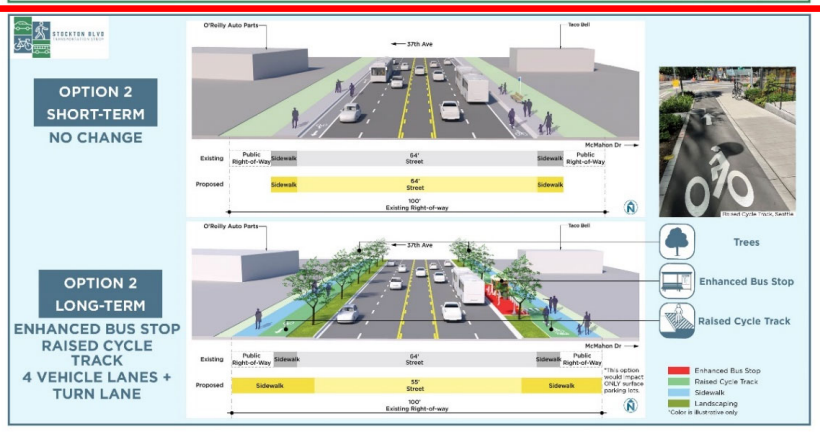 STOCKTON BLVD
OPTION 2
SHORT-TERM
NO CHANGE
O'Reilly Auto Parts
37th Ave
Taco Bell
McMahon Dr
Existing
Public
Right-of-Way
Sidewalk
64'
Street
Sidewalk
Public
Right-of-Way
Proposed
Sidewalk
64'
Street
Sidewalk
100'
Existing Right-of-way
N
Raised Cycle Track, Seattle
OPTION 2
LONG-TERM
ENHANCED BUS STOP
RAISED CYCLE
TRACK
4 VEHICLE LANES +
TURN LANE
O'Reilly Auto Parts
37th Ave
Taco Bell
McMahon Dr
Existing
Public
Right-of-Way
Sidewalk
64'
Street
Sidewalk
Public
Right-of-Way
Proposed
Sidewalk
55'
Street
Sidewalk
100'
Existing Right-of-way
*This option
would impact
ONLY surface
parking lots.
N
Trees
Enhanced Bus Stop
Raised Cycle Track
Enhanced Bus Stop
Raised Cycle Track
Sidewalk
Landscaping
*Color is illustrative only